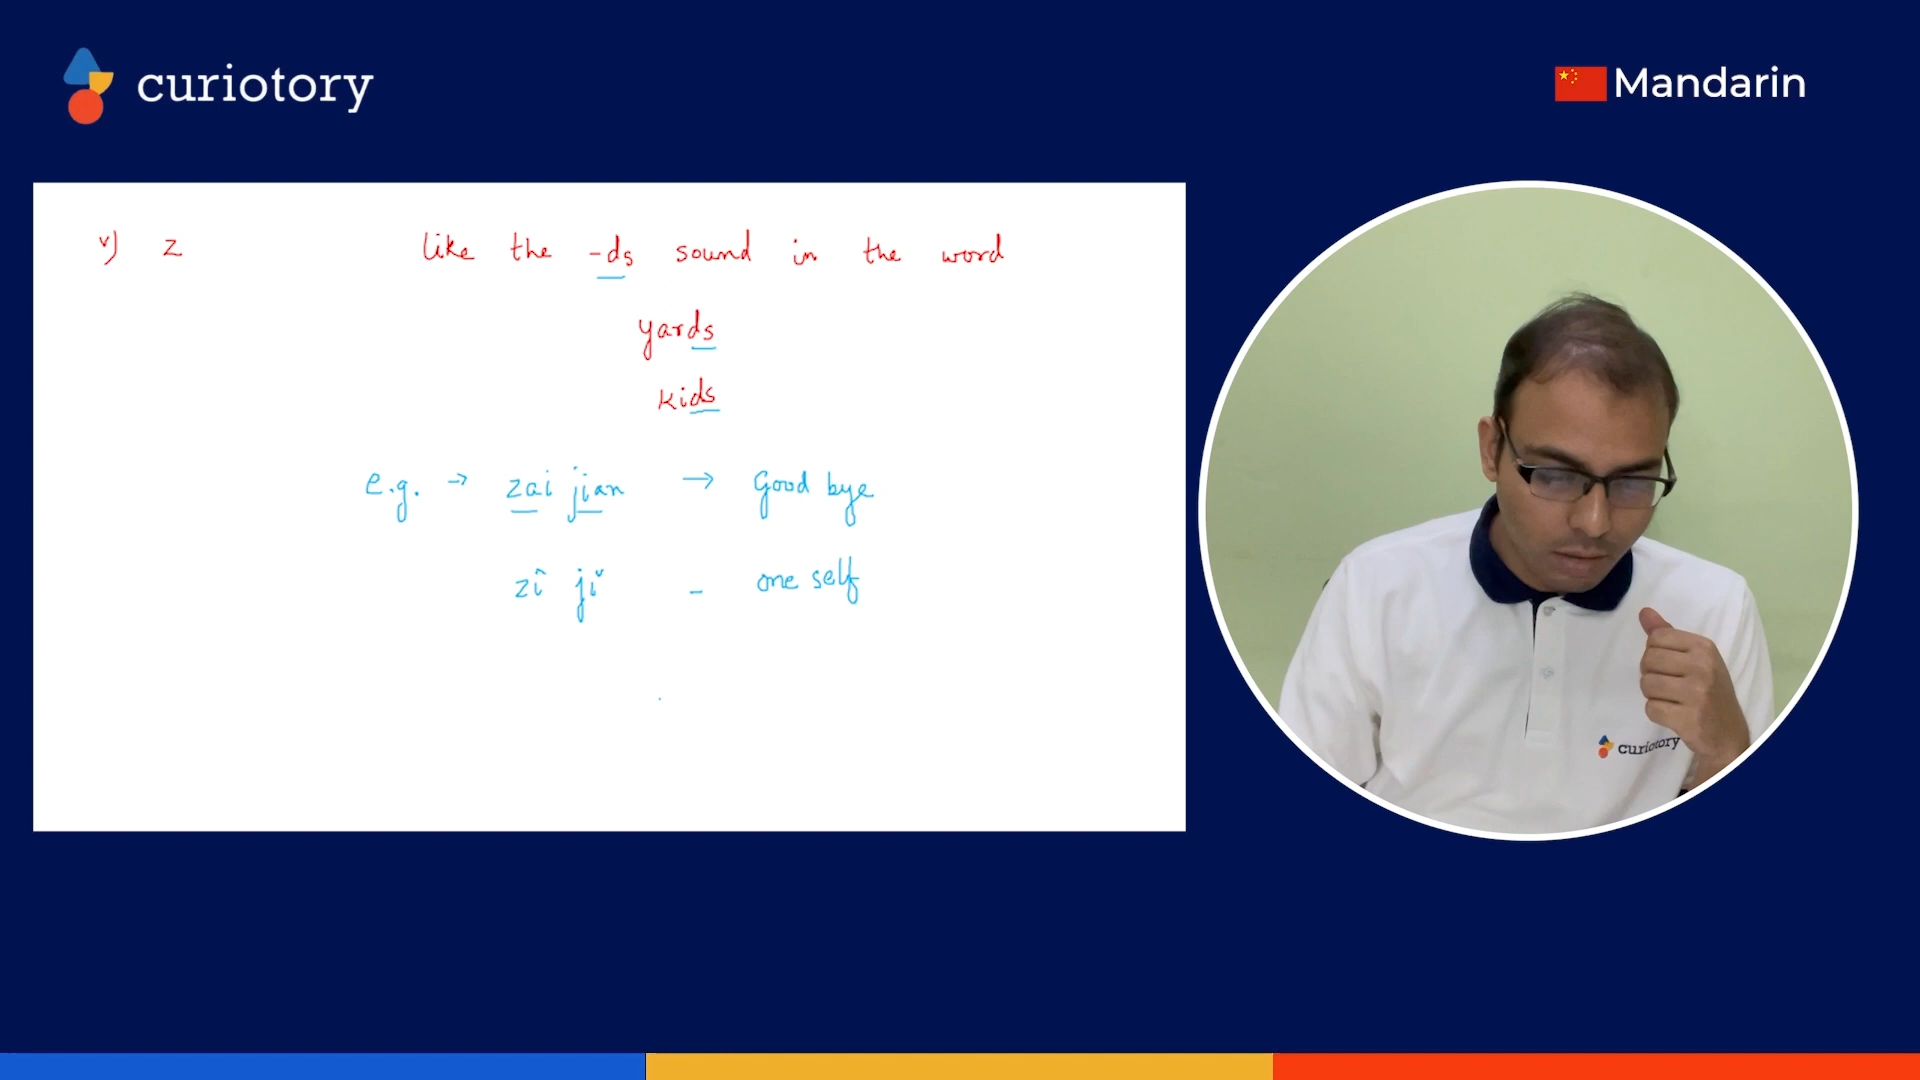 curiotory
Mandarin
v) z like the -ds sound in the word
yards
kids
e.g. → zai jian → Good bye
zî jǐ - one self
curiotory